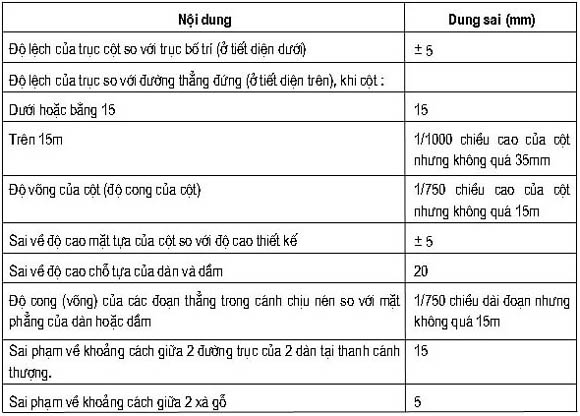 Nội dung
Dung sai (mm)
Độ lệch của trục cột so với trục bố trí (ở tiết diện dưới)
± 5
Độ lệch của trục so với đường thẳng đứng (ở tiết diện trên), khi cột :
Dưới hoặc bằng 15
15
Trên 15m
1/1000 chiều cao của cột
nhưng không quá 35mm
Độ võng của cột (độ cong của cột)
1/750 chiều cao của cột
nhưng không quá 15m
Sai về độ cao mặt tựa của cột so với độ cao thiết kế
± 5
Sai về độ cao chỗ tựa của dàn và dầm
20
Độ cong (võng) của các đoạn thẳng trong cánh chịu nén so với mặt
phẳng của dàn hoặc dầm
1/750 chiều dài đoạn nhưng
không quá 15m
Sai phạm về khoảng cách giữa 2 đường trục của 2 dàn tại thanh cánh
thượng.
15
Sai phạm về khoảng cách giữa 2 xà gỗ
5